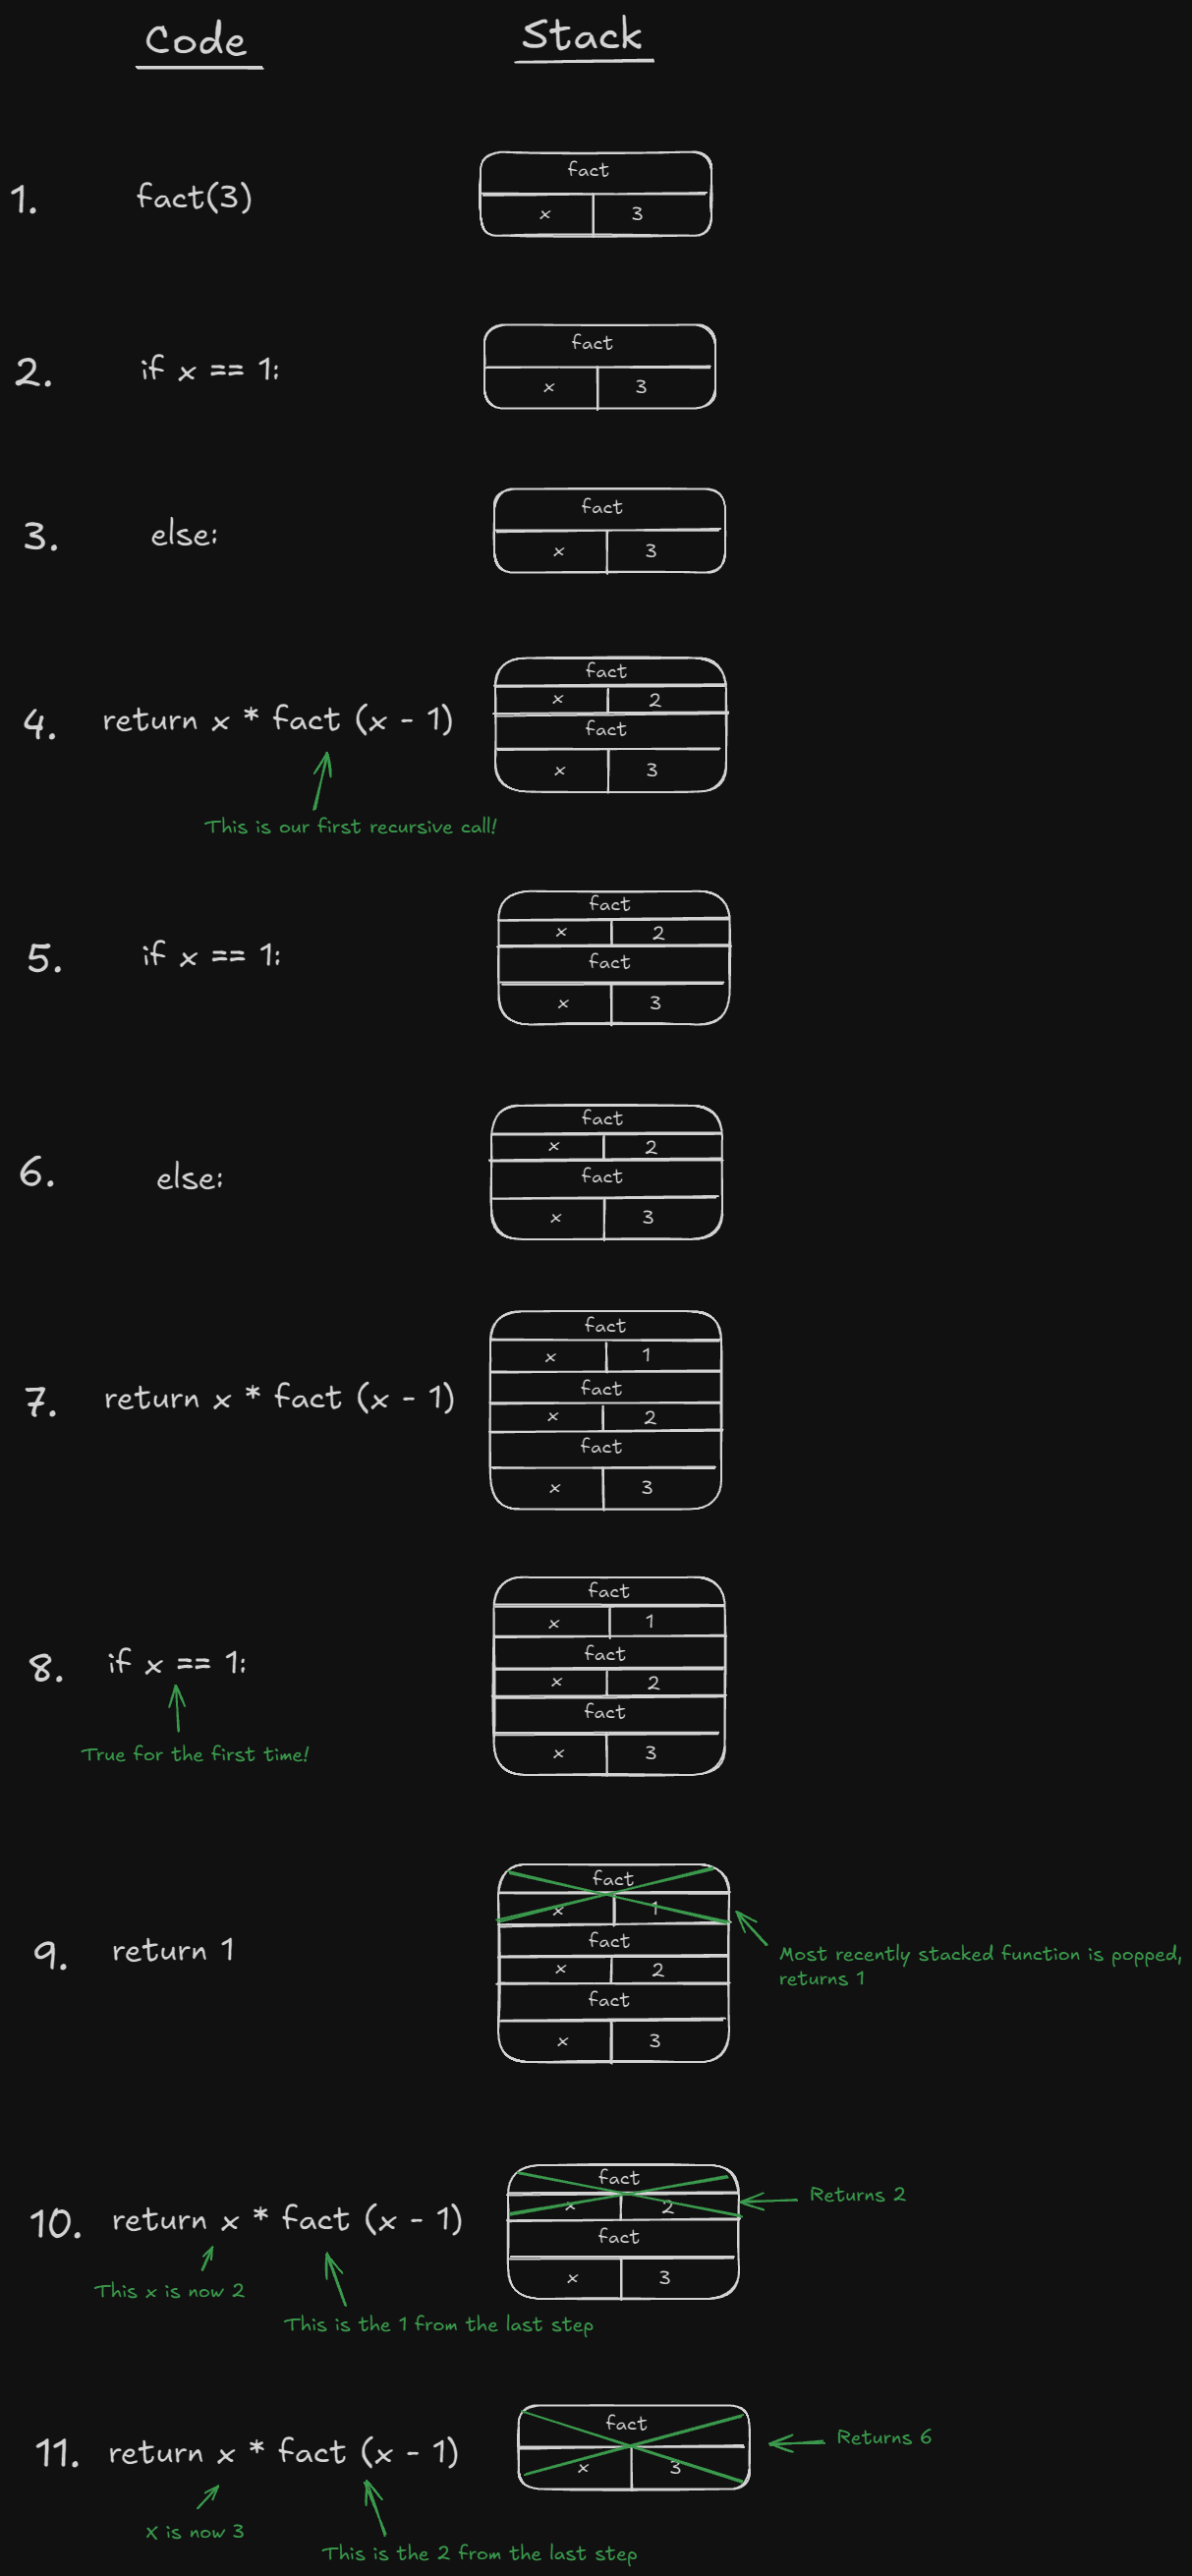 Code Stack
fact
1. fact(3)
x 3
fact
2. if x == 1:
x 3
fact
3. else:
x 3
fact
x 2
4. return x * fact (x - 1)
fact
x 3
This is our first recursive call!
fact
x 2
5. if x == 1:
fact
x 3
fact
x 2
6. else:
fact
x 3
fact
x 1
fact
7. return x * fact (x - 1)
x 2
fact
x 3
fact
x 1
fact
8. if x == 1:
x 2
fact
True for the first time!
x 3
fact
x 1
fact
9. return 1
Most recently stacked function is popped,
returns 1
x 2
fact
x 3
fact
Returns 2
x 2
10. return x * fact (x - 1)
fact
x 3
This x is now 2
This is the 1 from the last step
fact
Returns 6
11. return x * fact (x - 1)
x 3
X is now 3
This is the 2 from the last step